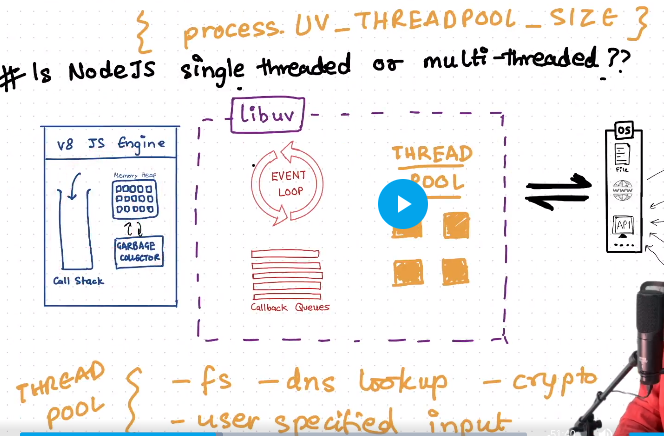 { process. UV_THREADPOOL_SIZE }
# Is NodeJS single threaded or multi-threaded ??
libuv
V8 JS Engine
Memory Heap
GARBAGE
COLLECTOR
Call Stack
EVENT
LOOP
Callback Queues
THREAD
POOL
OS
File
WWW
API
THREAD
POOL
{ - fs - dns lookup - crypto
- user specified input